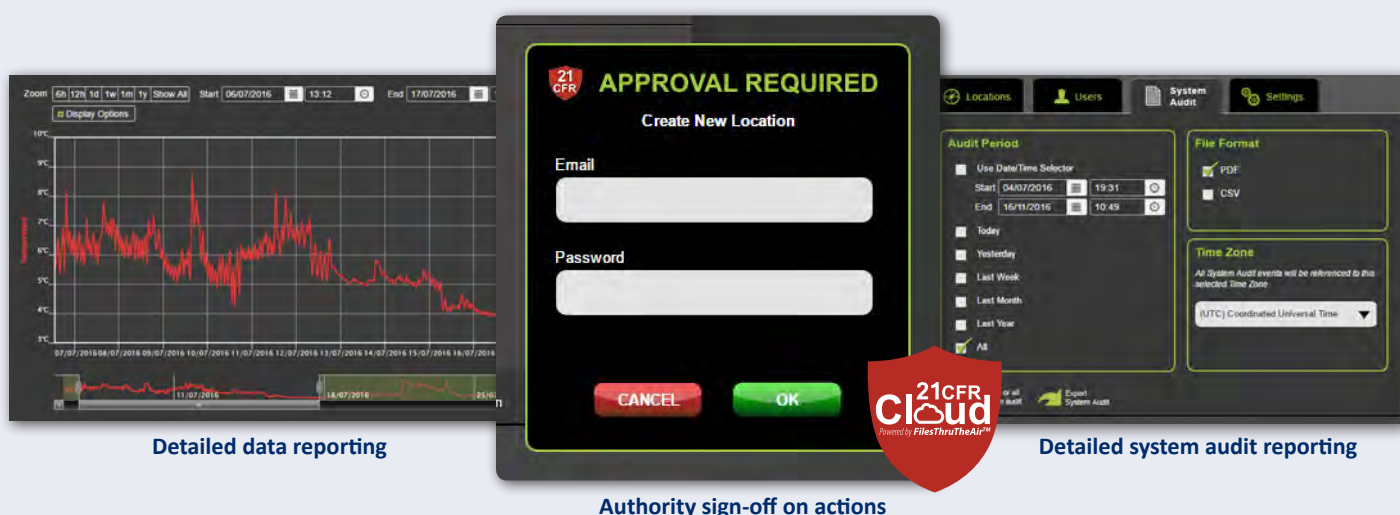 Zoom 6h 12h 1d 1w 1m 1y Show All Start 06/07/2016 13:12 End 17/07/2016
Display Options
10°C
9°C
8°C
7°C
6°C
5°C
4°C
3°C
Temperature
07/07/2016 08/07/2016 09/07/2016 10/07/2016 11/07/2016 12/07/2016 13/07/2016 14/07/2016 15/07/2016 16/07/2016
11/07/2016 18/07/2016 25/0
Detailed data reporting
21
CFR
APPROVAL REQUIRED
Create New Location
Email
Password
CANCEL OK
Authority sign-off on actions
21CFR
Cloud
Powered by FilesThruTheAir™
Locations Users System Audit Settings
Audit Period
Use Date/Time Selector
Start 04/07/2016 19:31
End 16/11/2016 10:49
Today
Yesterday
Last Week
Last Month
Last Year
All
File Format
PDF
CSV
Time Zone
All System Audit events will be referenced to this
selected Time Zone
(UTC) Coordinated Universal Time
or all
audit
Export
System Audit
Detailed system audit reporting